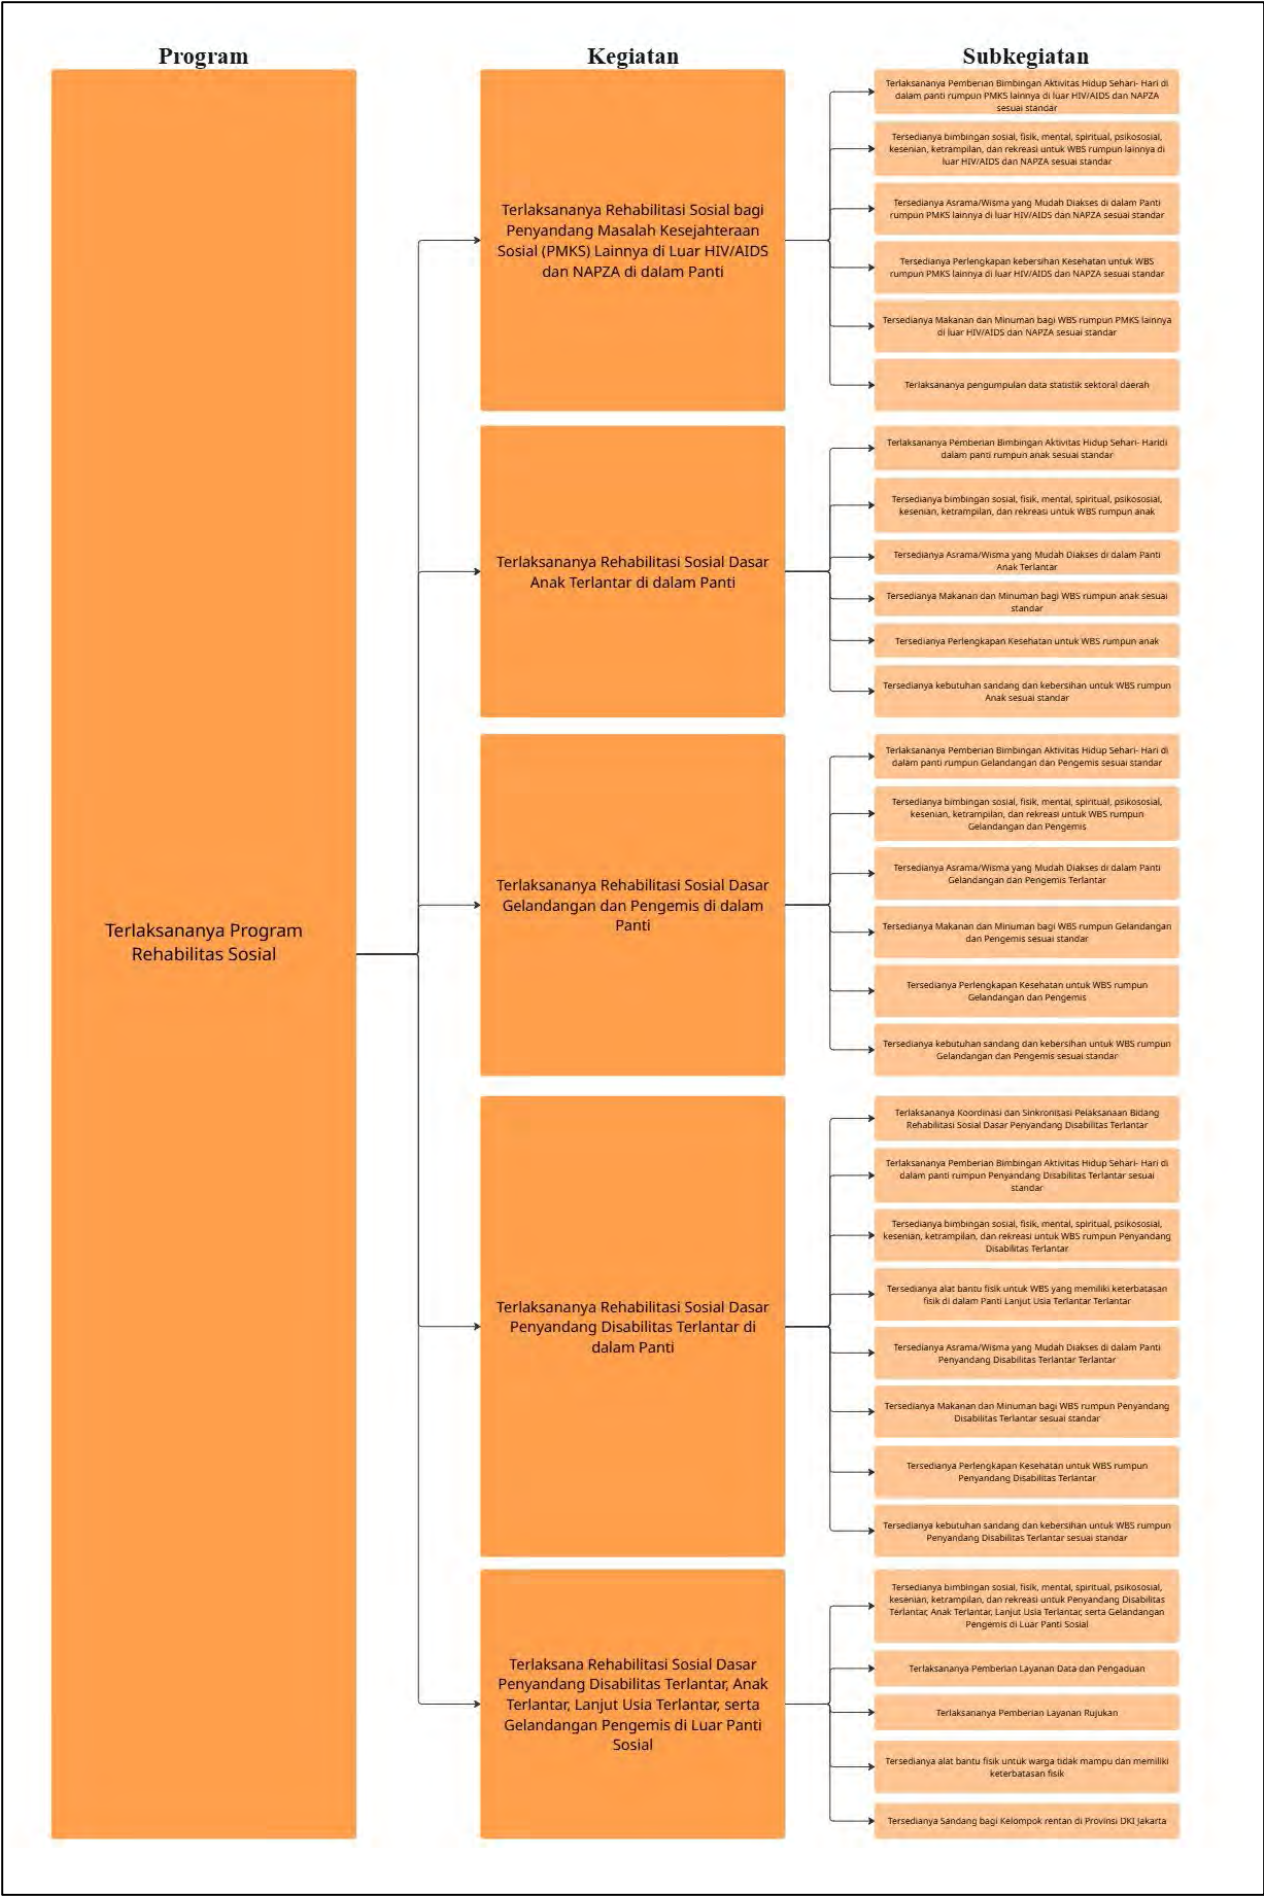 Program
Kegiatan
Subkegiatan
Terlaksananya Program
Rehabilitas Sosial
Terlaksananya Rehabilitasi Sosial bagi
Penyandang Masalah Kesejahteraan
Sosial (PMKS) Lainnya di Luar HIV/AIDS
dan NAPZA di dalam Panti
Terlaksananya Pemberian Bimbingan Aktivitas Hidup Sehari- Hari di
dalam panti rumpun PMKS lainnya di luar HIV/AIDS dan NAPZA
sesuai standar
Tersedianya bimbingan sosial, fisik, mental, spiritual, psikososial,
kesenian, ketrampilan, dan rekreasi untuk WBS rumpun lainnya di
luar HIV/AIDS dan NAPZA sesuai standar
Tersedianya Asrama/Wisma yang Mudah Diakses di dalam Panti
rumpun PMKS lainnya di luar HIV/AIDS dan NAPZA sesuai standar
Tersedianya Perlengkapan kebersihan Kesehatan untuk WBS
rumpun PMKS lainnya di luar HIV/AIDS dan NAPZA sesuai standar
Tersedianya Makanan dan Minuman bagi WBS rumpun PMKS lainnya
di luar HIV/AIDS dan NAPZA sesuai standar
Terlaksananya pengumpulan data statistik sektoral daerah
Terlaksananya Rehabilitasi Sosial Dasar
Anak Terlantar di dalam Panti
Terlaksananya Pemberian Bimbingan Aktivitas Hidup Sehari- Haridi
dalam panti rumpun anak sesuai standar
Tersedianya bimbingan sosial, fisik, mental, spiritual, psikososial,
kesenian, ketrampilan, dan rekreasi untuk WBS rumpun anak
Tersedianya Asrama/Wisma yang Mudah Diakses di dalam Panti
Anak Terlantar
Tersedianya Makanan dan Minuman bagi WBS rumpun anak sesuai
standar
Tersedianya Perlengkapan Kesehatan untuk WBS rumpun anak
Tersedianya kebutuhan sandang dan kebersihan untuk WBS rumpun
Anak sesuai standar
Terlaksananya Rehabilitasi Sosial Dasar
Gelandangan dan Pengemis di dalam
Panti
Terlaksananya Pemberian Bimbingan Aktivitas Hidup Sehari- Hari di
dalam panti rumpun Gelandangan dan Pengemis sesuai standar
Tersedianya bimbingan sosial, fisik, mental, spiritual, psikososial,
kesenian, ketrampilan, dan rekreasi untuk WBS rumpun
Gelandangan dan Pengemis
Tersedianya Asrama/Wisma yang Mudah Diakses di dalam Panti
Gelandangan dan Pengemis Terlantar
Tersedianya Makanan dan Minuman bagi WBS rumpun Gelandangan
dan Pengemis sesuai standar
Tersedianya Perlengkapan Kesehatan untuk WBS rumpun
Gelandangan dan Pengemis
Tersedianya kebutuhan sandang dan kebersihan untuk WBS rumpun
Gelandangan dan Pengemis sesuai standar
Terlaksananya Rehabilitasi Sosial Dasar
Penyandang Disabilitas Terlantar di
dalam Panti
Terlaksananya Koordinasi dan Sinkronisasi Pelaksanaan Bidang
Rehabilitasi Sosial Dasar Penyandang Disabilitas Terlantar
Terlaksananya Pemberian Bimbingan Aktivitas Hidup Sehari- Hari di
dalam panti rumpun Penyandang Disabilitas Terlantar sesuai
standar
Tersedianya bimbingan sosial, fisik, mental, spiritual, psikososial,
kesenian, ketrampilan, dan rekreasi untuk WBS rumpun Penyandang
Disabilitas Terlantar
Tersedianya alat bantu fisik untuk WBS yang memiliki keterbatasan
fisik di dalam Panti Lanjut Usia Terlantar Terlantar
Tersedianya Asrama/Wisma yang Mudah Diakses di dalam Panti
Penyandang Disabilitas Terlantar Terlantar
Tersedianya Makanan dan Minuman bagi WBS rumpun Penyandang
Disabilitas Terlantar sesuai standar
Tersedianya Perlengkapan Kesehatan untuk WBS rumpun
Penyandang Disabilitas Terlantar
Tersedianya kebutuhan sandang dan kebersihan untuk WBS rumpun
Penyandang Disabilitas Terlantar sesuai standar
Terlaksana Rehabilitasi Sosial Dasar
Penyandang Disabilitas Terlantar, Anak
Terlantar, Lanjut Usia Terlantar, serta
Gelandangan Pengemis di Luar Panti
Sosial
Tersedianya bimbingan sosial, fisik, mental, spiritual, psikososial,
kesenian, ketrampilan, dan rekreasi untuk Penyandang Disabilitas
Terlantar, Anak Terlantar, Lanjut Usia Terlantar, serta Gelandangan
Pengemis di Luar Panti Sosial
Terlaksananya Pemberian Layanan Data dan Pengaduan
Terlaksananya Pemberian Layanan Rujukan
Tersedianya alat bantu fisik untuk warga tidak mampu dan memiliki
keterbatasan fisik
Tersedianya Sandang bagi Kelompok rentan di Provinsi DKI Jakarta